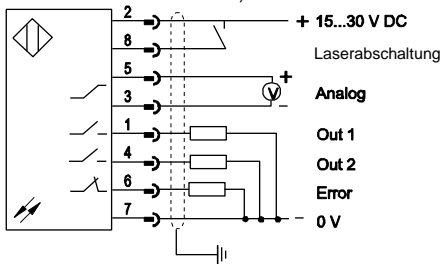 2 + 15...30 V DC
8 Laserabschaltung
5 +
V
3 - Analog
1 Out 1
4 Out 2
6 Error
7 - 0 V